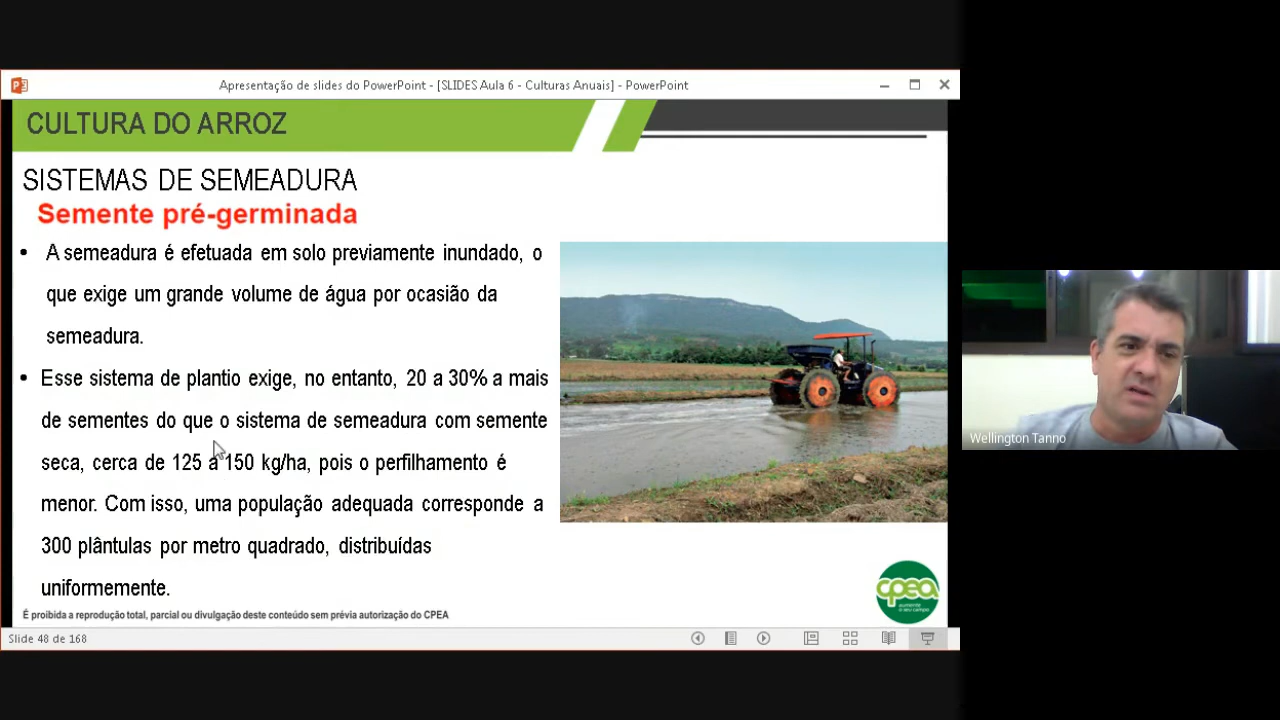 Apresentação de slides do PowerPoint - [SLIDES Aula 6 - Culturas Anuais] - PowerPoint
CULTURA DO ARROZ
SISTEMAS DE SEMEADURA
Semente pré-germinada
• A semeadura é efetuada em solo previamente inundado, o
que exige um grande volume de água por ocasião da
semeadura.
• Esse sistema de plantio exige, no entanto, 20 a 30% a mais
de sementes do que o sistema de semeadura com semente
seca, cerca de 125 a 150 kg/ha, pois o perfilhamento é
menor. Com isso, uma população adequada corresponde a
300 plântulas por metro quadrado, distribuídas
uniformemente.
cpea
aumente
o seu campo
É proibida a reprodução total, parcial ou divulgação deste conteúdo sem prévia autorização do CPEA
Slide 48 de 168
Wellington Tanno